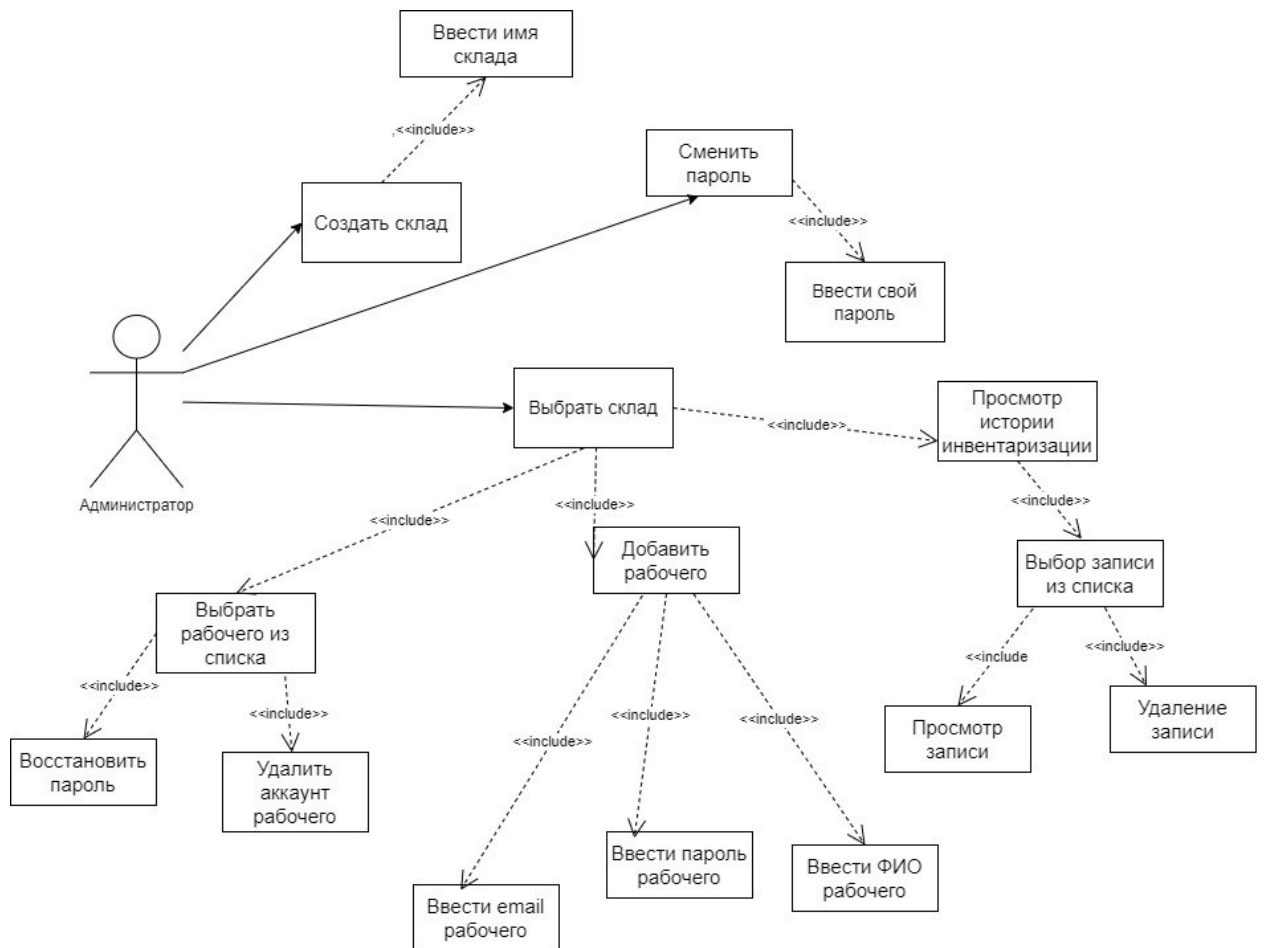 Ввести имя
склада
,<<include>>
Сменить
пароль
Создать склад
<<include>>
Ввести свой
пароль
Администратор
Выбрать склад
<<include>>
Просмотр
истории
инвентаризации
<<include>>
<<include>>
<<include>>
Добавить
рабочего
Выбор записи
из списка
Выбрать
рабочего из
списка
<<include>>
<<include>>
<<include>>
<<include>>
<<include>>
<<include>>
<<include
<<include>>
Восстановить
пароль
Удалить
аккаунт
рабочего
Просмотр
записи
Удаление
записи
Ввести email
рабочего
Ввести пароль
рабочего
Ввести ФИО
рабочего